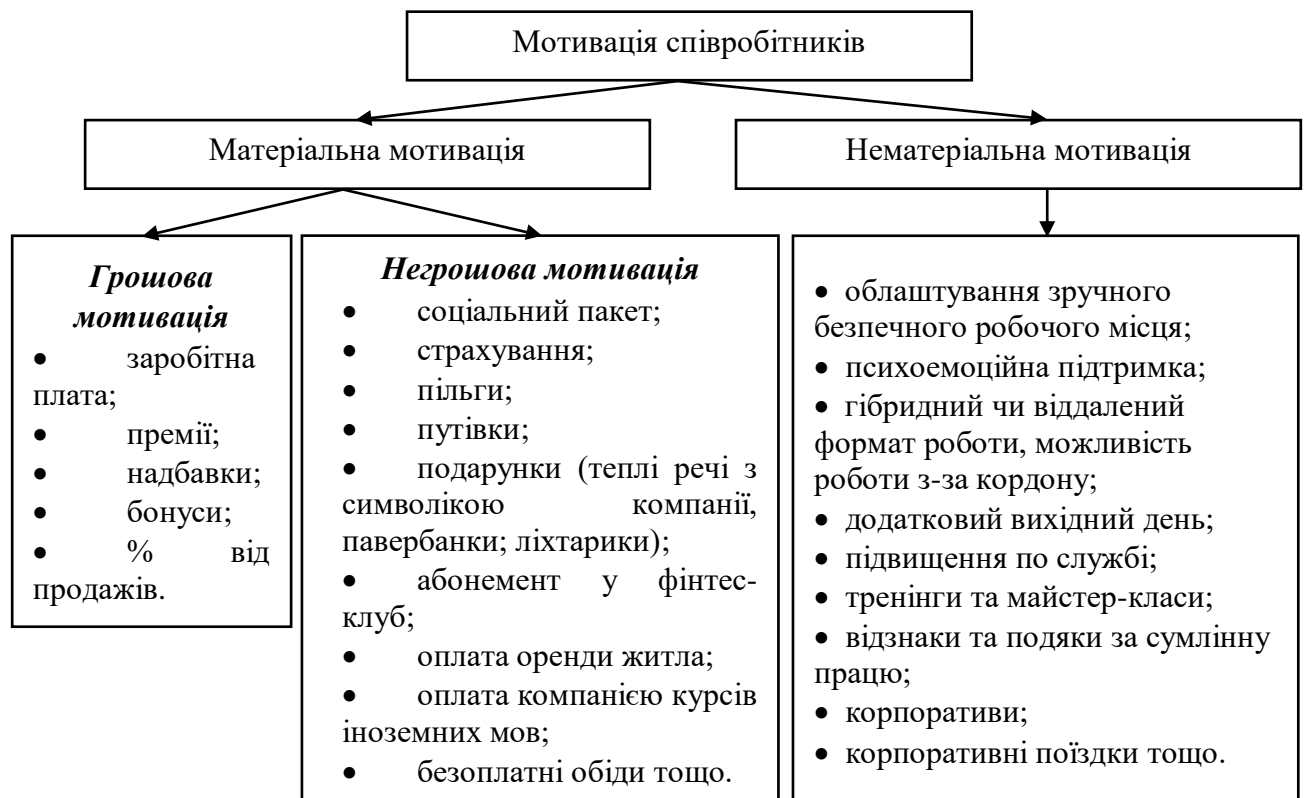 Мотивація співробітників
Матеріальна мотивація
Нематеріальна мотивація
Грошова
мотивація
• заробітна
плата;
• премії;
• надбавки;
• бонуси;
• % від
продажів.
Негрошова мотивація
• соціальний пакет;
• страхування;
• пільги;
• путівки;
• подарунки (теплі речі з
символікою компанії,
павербанки; ліхтарики);
• абонемент у фінтес-
клуб;
• оплата оренди житла;
• оплата компанією курсів
іноземних мов;
• безоплатні обіди тощо.
• облаштування зручного
безпечного робочого місця;
• психоемоційна підтримка;
• гібридний чи віддалений
формат роботи, можливість
роботи з-за кордону;
• додатковий вихідний день;
• підвищення по службі;
• тренінги та майстер-класи;
• відзнаки та подяки за сумлінну
працю;
• корпоративи;
• корпоративні поїздки тощо.